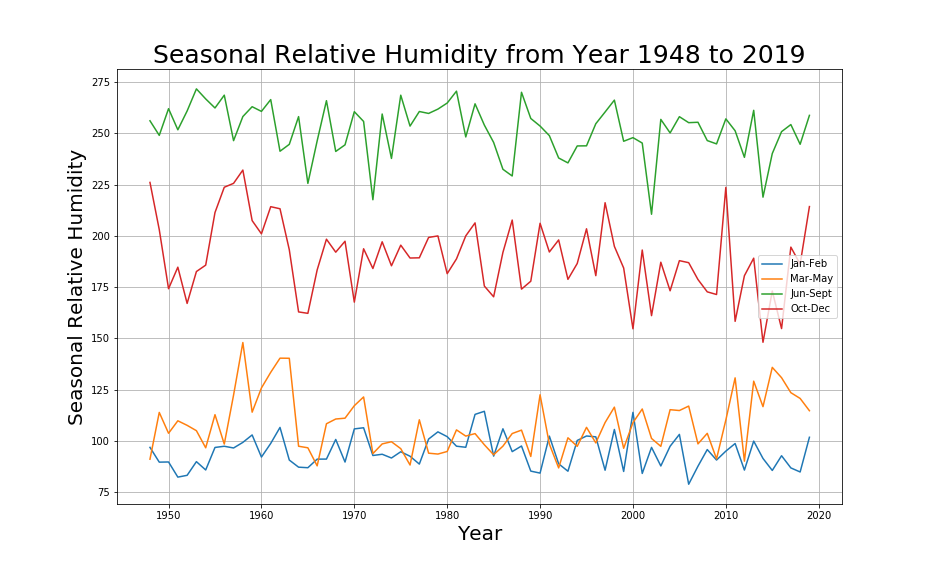 Seasonal Relative Humidity from Year 1948 to 2019
Seasonal Relative Humidity
275
250
225
200
175
150
125
100
75
Jan-Feb
Mar-May
Jun-Sept
Oct-Dec
1950 1960 1970 1980 1990 2000 2010 2020
Year